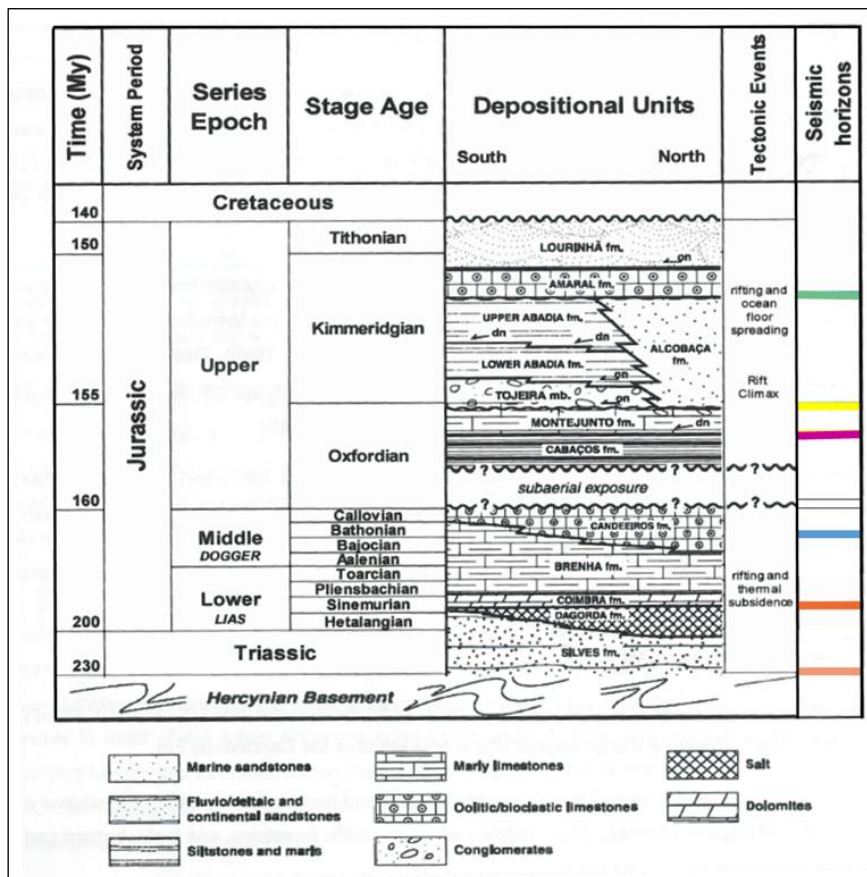 Time (My)
System Period
Series
Epoch
Stage Age
Depositional Units
South North
Tectonic Events
Seismic
horizons
Cretaceous
140
150
155
160
200
230
Jurassic
Upper
Middle
DOGGER
Lower
LIAS
Triassic
Hercynian Basement
Tithonian
Kimmeridgian
Oxfordian
Callovian
Bathonian
Bajocian
Aalenian
Toarcian
Pliensbachian
Sinemurian
Hetalangian
LOURINHÃ fm.
on
AMARAL fm.
UPPER ABADIA fm.
dn
dn
ALCOBAÇA
fm.
LOWER ABADIA fm.
on
TOJEIRA mb.
on
MONTEJUNTO fm.
dn
CABAÇOS fm.
? ?
subaerial exposure
? ?
CANDEEIROS fm.
BRENHA fm.
COIMBRA fm.
DAGORDA fm.
SILVES fm.
rifting and
ocean
floor
spreading
Rift
Climax
?
?
rifting and
thermal
subsidence
Marine sandstones
Fluvio/deltaic and
continental sandstones
Siltstones and marls
Marly limestones
Oolitic/bioclastic limestones
Conglomerates
Salt
Dolomites